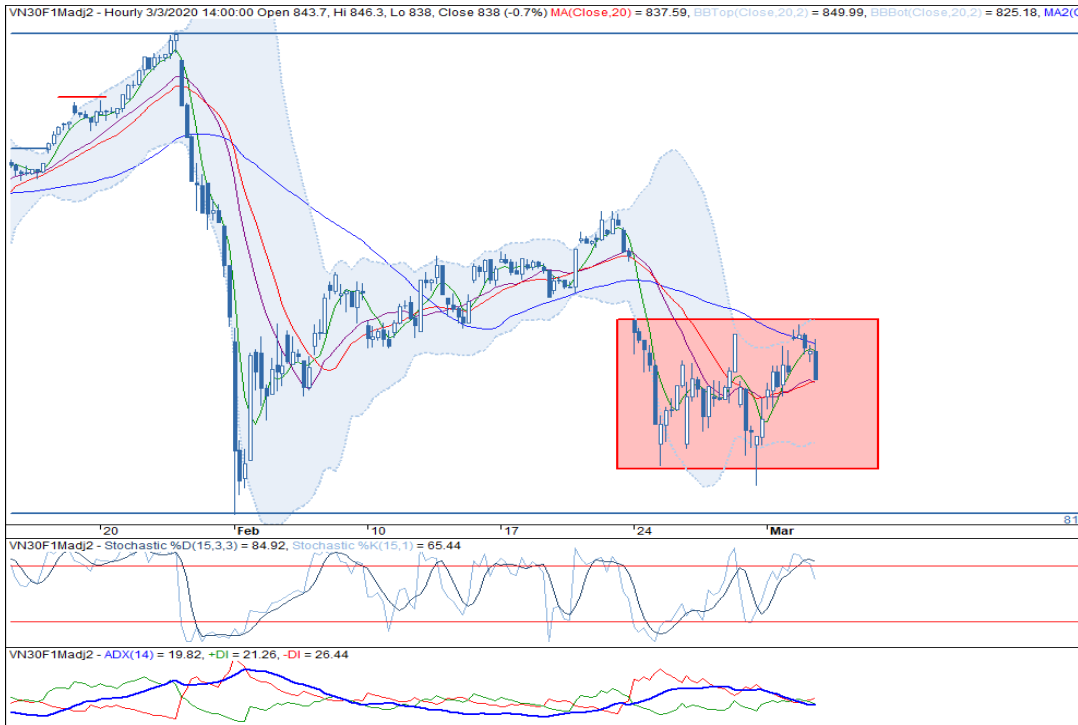 VN30F1Madj2 - Hourly 3/3/2020 14:00:00 Open 843.7, Hi 846.3, Lo 838, Close 838 (-0.7%) MA(Close,20) = 837.59, BBTop(Close,20,2) = 849.99, BBBot(Close,20,2) = 825.18, MA2(
81
20 Feb 10 17 24 Mar
VN30F1Madj2 - Stochastic %D(15,3,3) = 84.92, Stochastic %K(15,1) = 65.44
VN30F1Madj2 - ADX(14) = 19.82, +DI = 21.26, -DI = 26.44